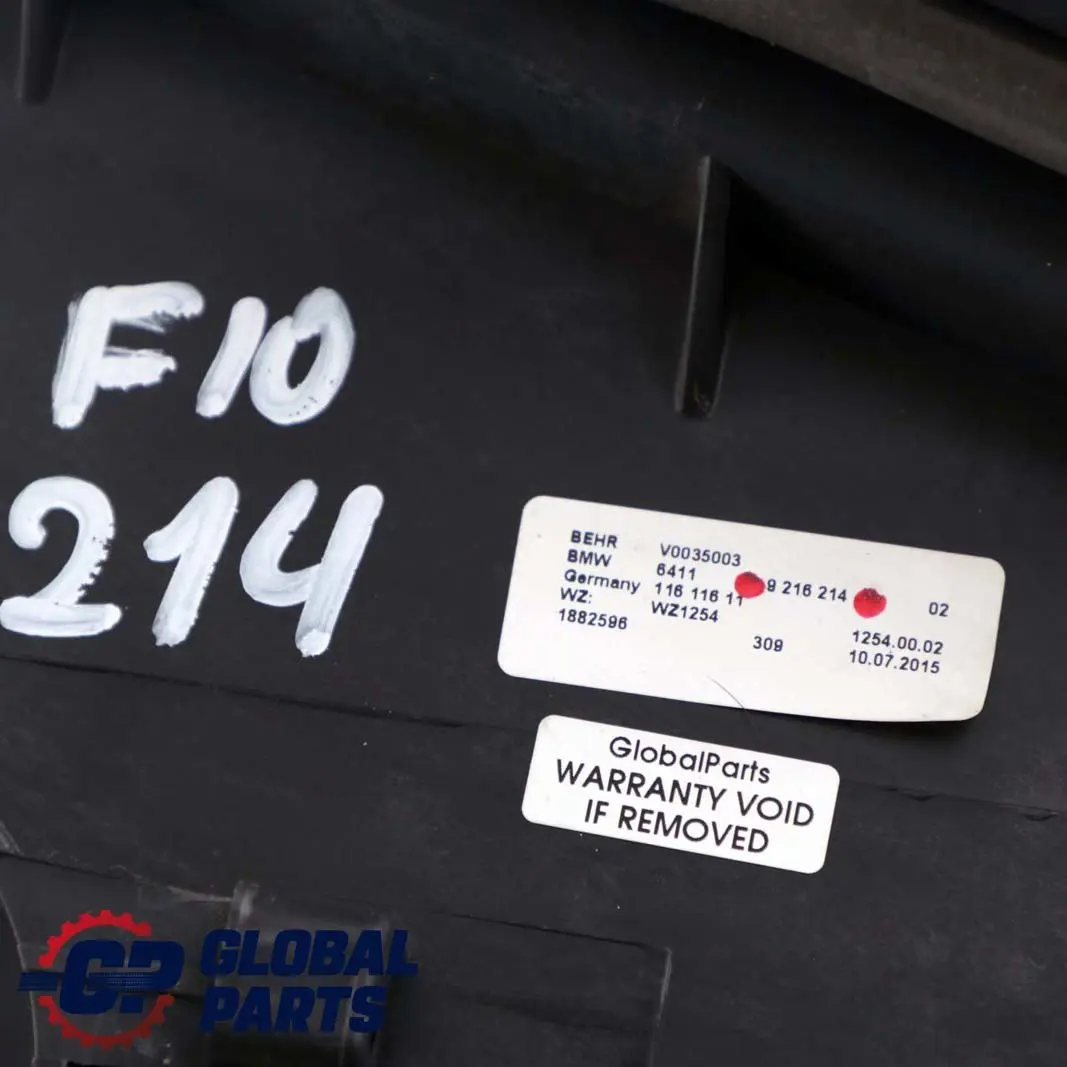 F10
214
BEHR V0035003
BMW 6411 9 216 214 02
Germany 116 116 11
WZ: WZ1254 1254.00.02
1882596 309 10.07.2015
GlobalParts
WARRANTY VOID
IF REMOVED
GP GLOBAL
PARTS